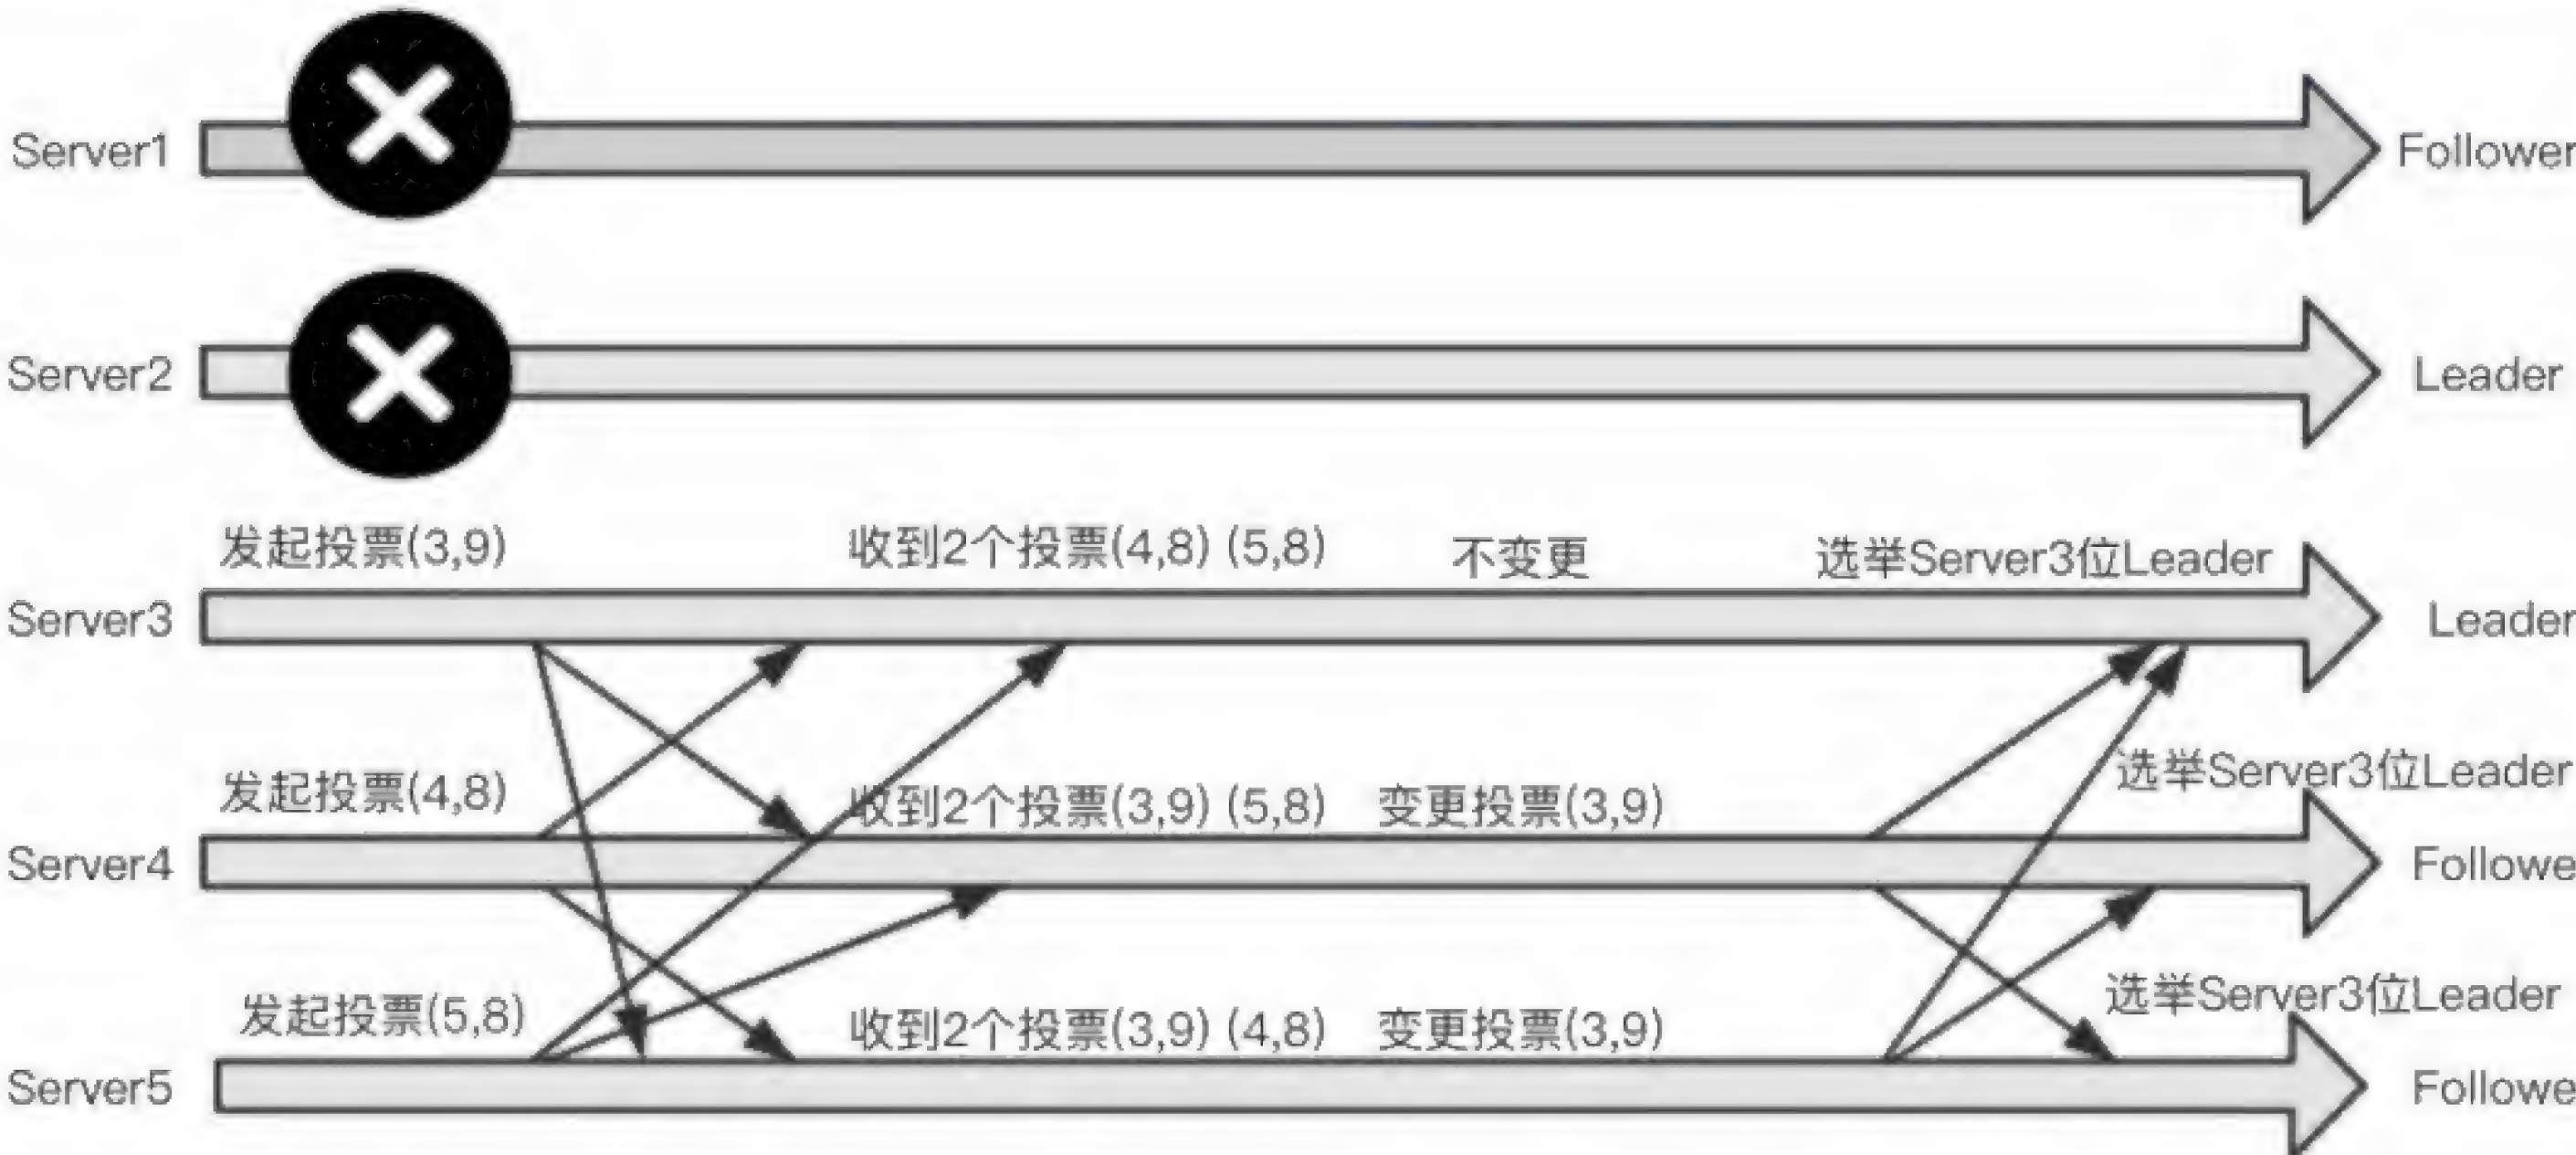 Server1
Follower
Server2
Leader
发起投票(3,9)
收到2个投票(4,8) (5,8)
不变更
选举Server3位Leader
Server3
Leader
发起投票(4,8)
收到2个投票(3,9) (5,8)
变更投票(3,9)
选举Server3位Leader
Server4
Followe
发起投票(5,8)
收到2个投票(3,9) (4,8)
变更投票(3,9)
选举Server3位Leader
Server5
Followe